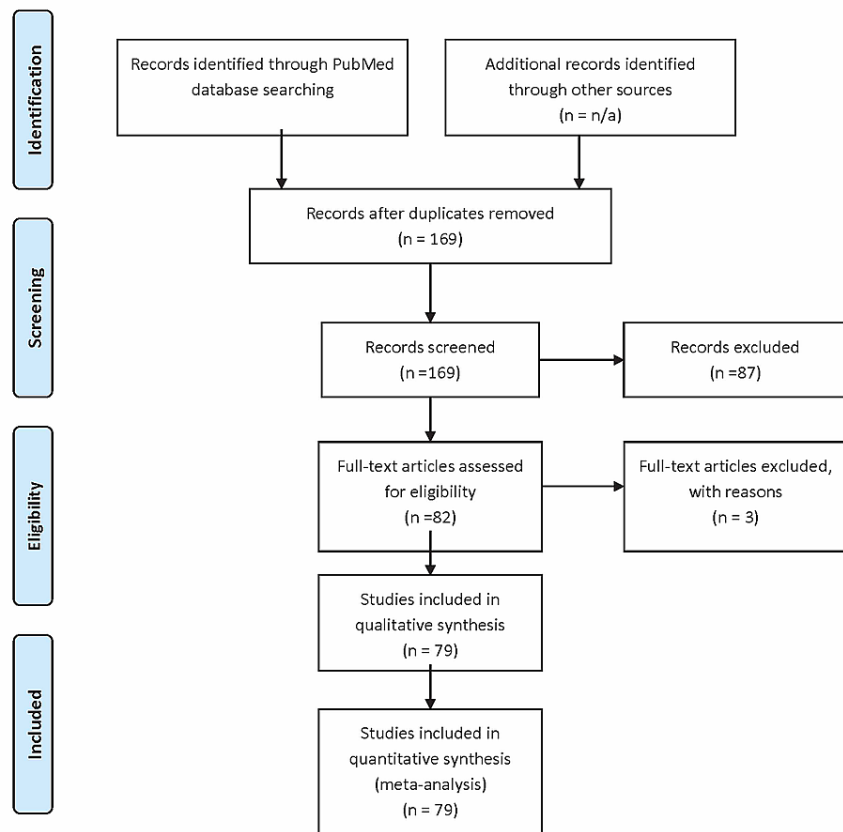 Identification
Records identified through PubMed
database searching
Additional records identified
through other sources
(n = n/a)
Records after duplicates removed
(n = 169)
Screening
Records screened
(n =169)
Records excluded
(n =87)
Eligibility
Full-text articles assessed
for eligibility
(n =82)
Full-text articles excluded,
with reasons
(n = 3)
Studies included in
qualitative synthesis
(n = 79)
Included
Studies included in
quantitative synthesis
(meta-analysis)
(n = 79)